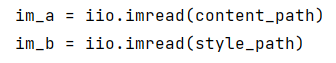 im_a = iio.imread(content_path)
im_b = iio.imread(style_path)